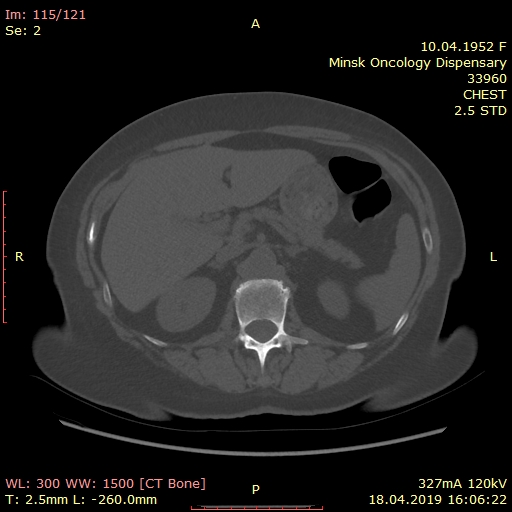 Im: 115/121
Se: 2
A
10.04.1952 F
Minsk Oncology Dispensary
33960
CHEST
2.5 STD
R
L
WL: 300 WW: 1500 [CT Bone]
T: 2.5mm L: -260.0mm
P
327mA 120kV
18.04.2019 16:06:22